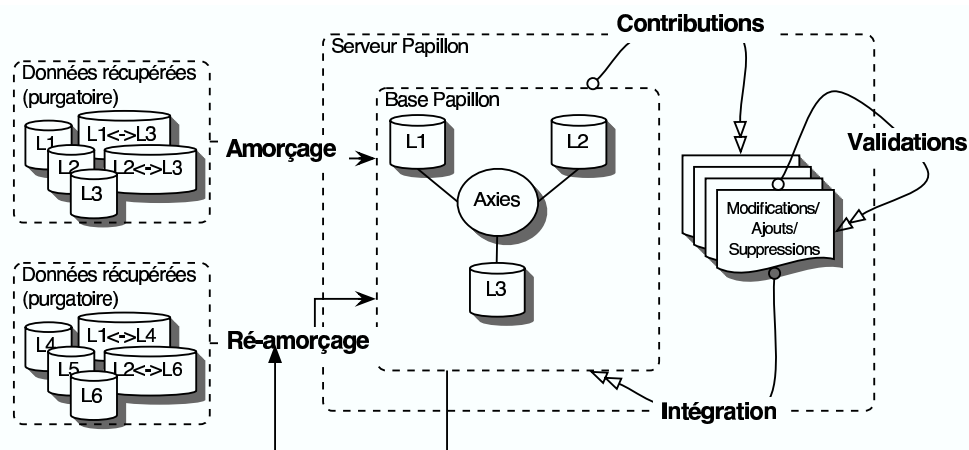 Contributions
Serveur Papillon
Données récupérées
(purgatoire)
L1
L1<->L3
L2
L2<->L3
L3
Amorçage
Base Papillon
L1
L2
Axies
L3
Validations
Modifications/
Ajouts/
Suppressions
Données récupérées
(purgatoire)
L4
L1<->L4
L5
L2<->L6
L6
Ré-amorçage
Intégration